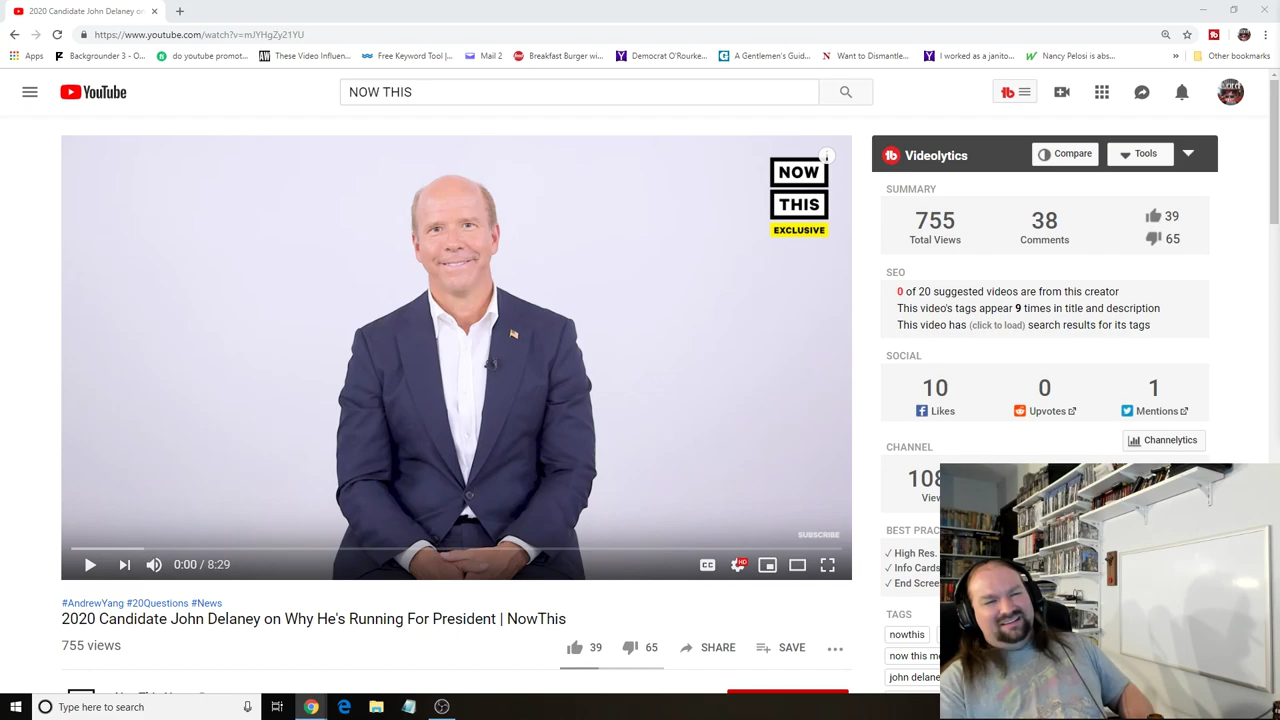 2020 Candidate John Delaney on
https://www.youtube.com/watch?v=mJYHgZy21YU
Apps
Backgrounder 3 - O...
do youtube promot...
These Video Influen...
Free Keyword Tool |...
Mail 2
Breakfast Burger wi...
Democrat O'Rourke...
A Gentlemen's Guid...
Want to Dismantle...
I worked as a janito...
Nancy Pelosi is abs...
»
Other bookmarks
YouTube
NOW THIS
tb
NOW
THIS
EXCLUSIVE
SUBSCRIBE
CC
HD
0:00 / 8:29
#AndrewYang #20Questions #News
2020 Candidate John Delaney on Why He's Running For President | NowThis
755 views
39
65
SHARE
SAVE
tb Videolytics
Compare
Tools
SUMMARY
755
Total Views
38
Comments
39
65
SEO
0 of 20 suggested videos are from this creator
This video's tags appear 9 times in title and description
This video has (click to load) search results for its tags
SOCIAL
10
Likes
0
Upvotes
1
Mentions
CHANNEL
Channelytics
108
View
BEST PRAC
✓ High Res.
✓ Info Cards
✓ End Scree
TAGS
nowthis
now this me
john delane
Type here to search